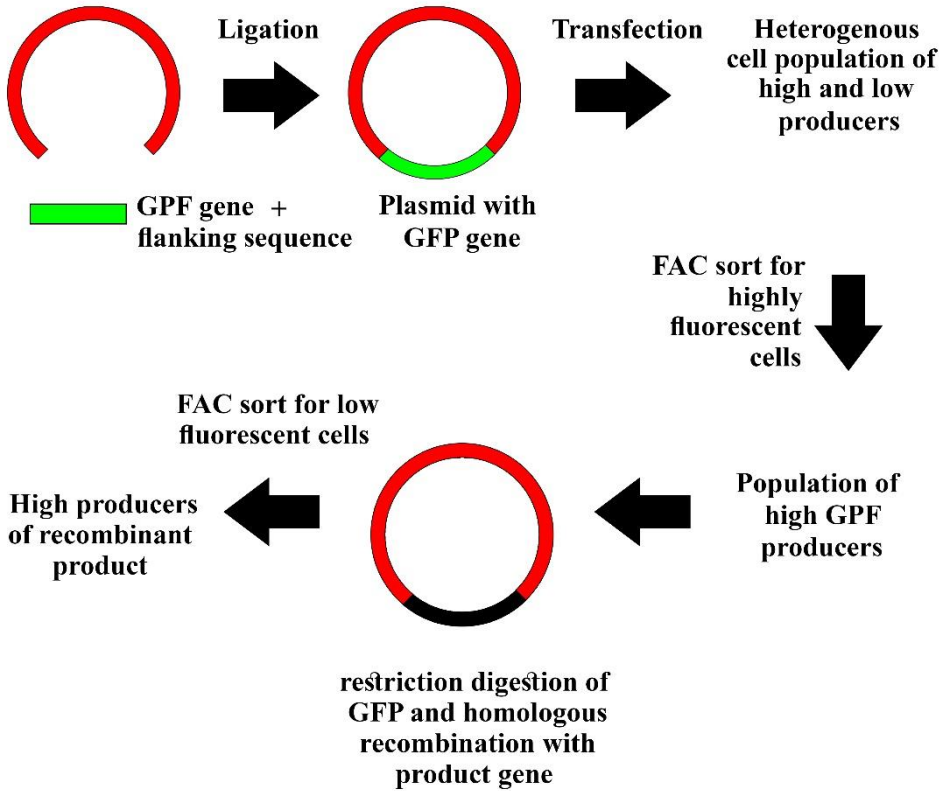 Ligation
Transfection
Heterogenous
cell population of
high and low
producers
GPF gene +
flanking sequence
Plasmid with
GFP gene
FAC sort for
highly
fluorescent
cells
FAC sort for low
fluorescent cells
Population of
high GPF
producers
High producers
of recombinant
product
restriction digestion of
GFP and homologous
recombination with
product gene